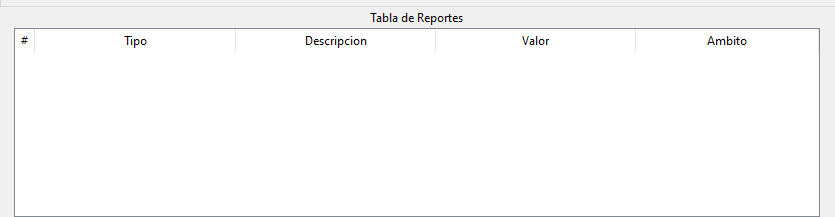 Tabla de Reportes
# Tipo Descripcion Valor Ambito